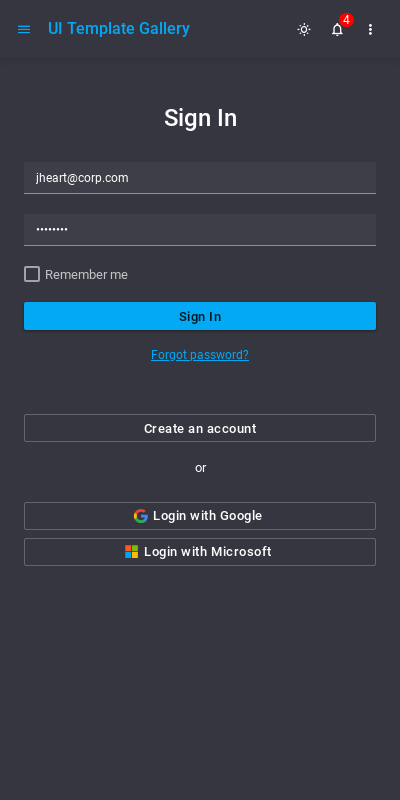 UI Template Gallery
4
Sign In
jheart@corp.com
••••••••
Remember me
Sign In
Forgot password?
Create an account
or
Login with Google
Login with Microsoft